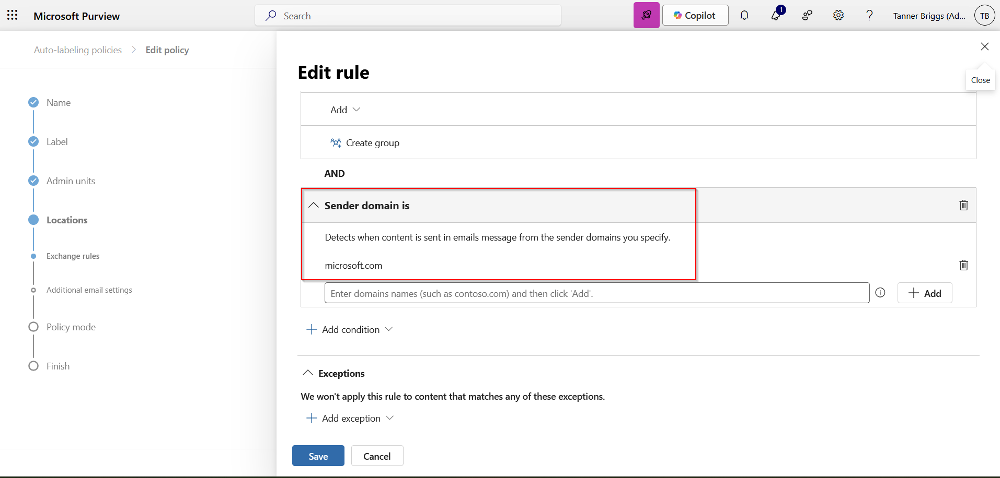 Microsoft Purview
Search
Copilot
1
Tanner Briggs (Ad...
TB
Auto-labeling policies > Edit policy
Close
Edit rule
Name
Label
Admin units
Locations
Exchange rules
Additional email settings
Policy mode
Finish
Add
Create group
AND
Sender domain is
Detects when content is sent in emails message from the sender domains you specify.
microsoft.com
Enter domains names (such as contoso.com) and then click 'Add'.
Add
Add condition
Exceptions
We won't apply this rule to content that matches any of these exceptions.
Add exception
Save
Cancel